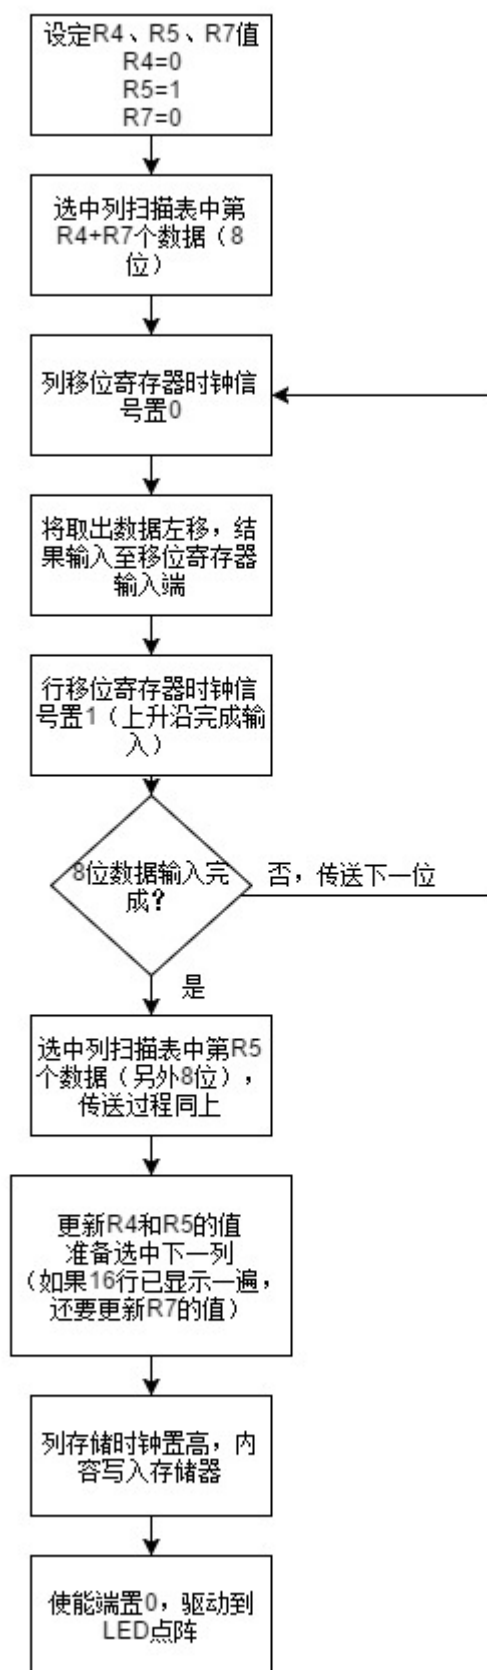 设定R4、R5、R7值
R4=0
R5=1
R7=0
选中列扫描表中第
R4+R7个数据（8
位）
列移位寄存器时钟信
号置0
将取出数据左移，结
果输入至移位寄存器
输入端
行移位寄存器时钟信
号置1（上升沿完成输
入）
8位数据输入完
成？
否，传送下一位
是
选中列扫描表中第R5
个数据（另外8位），
传送过程同上
更新R4和R5的值
准备选中下一列
（如果16行已显示一遍，
还要更新R7的值）
列存储时钟置高，内
容写入存储器
使能端置0，驱动到
LED点阵